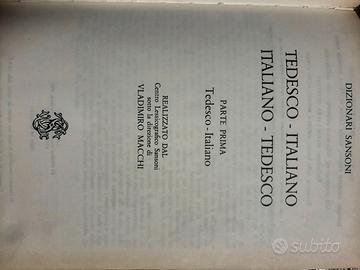 DIZIONARI SANSONI
TEDESCO - ITALIANO
ITALIANO - TEDESCO
PARTE PRIMA
Tedesco - Italiano
REALIZZATO DAL
Centro Lessicografico Sansoni
sotto la direzione di
VLADIMIRO MACCHI
subito